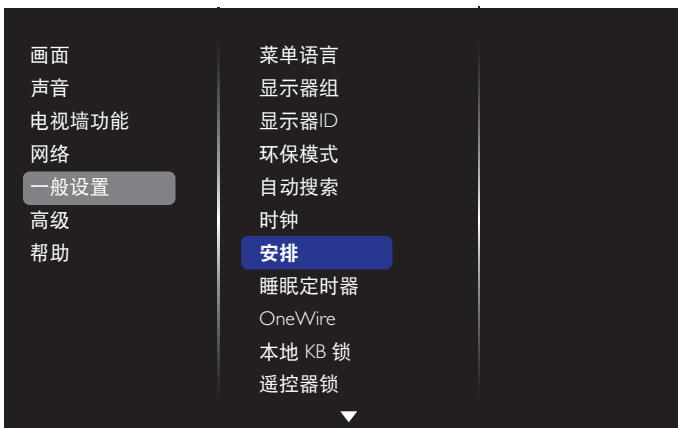 画面
声音
电视墙功能
网络
一般设置
高级
帮助
菜单语言
显示器组
显示器ID
环保模式
自动搜索
时钟
安排
睡眠定时器
OneWire
本地 KB 锁
遥控器锁